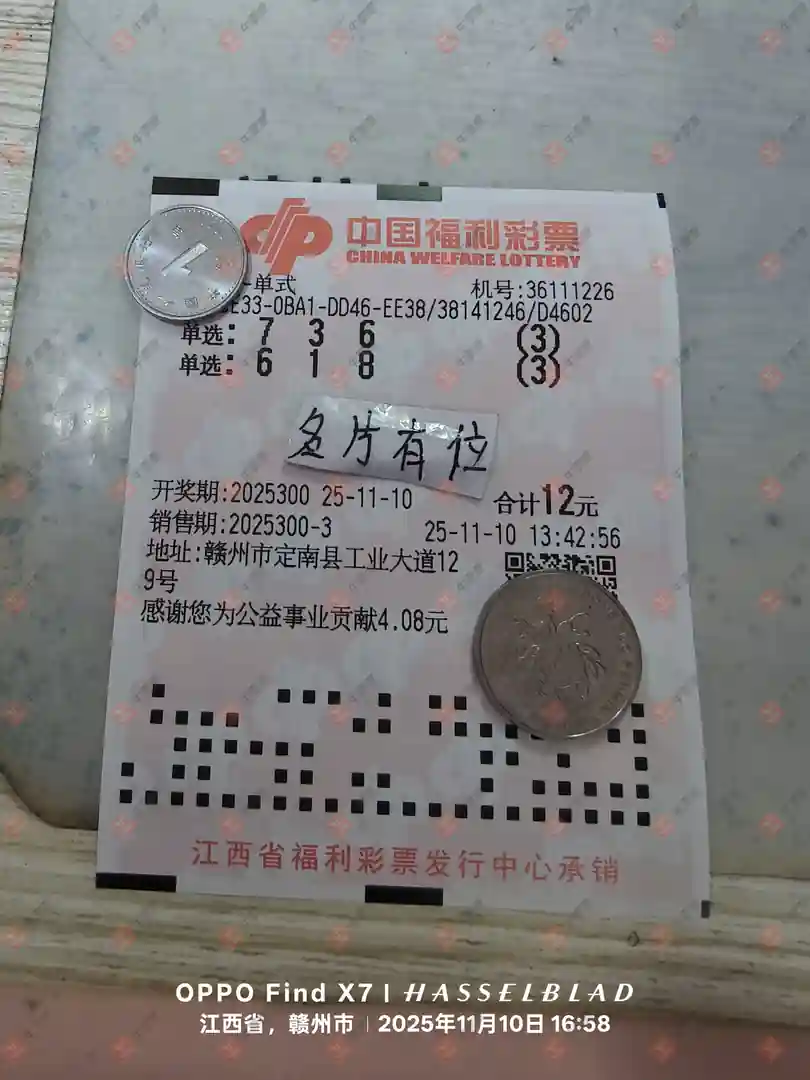 中国福利彩票
CHINA WELFARE LOTTERY
-单式 机号:36111226
E33-0BA1-DD46-EE38/38141246/D4602
单选: 7 3 6 (3)
单选: 6 1 8 (3)
名片有位
开奖期:2025300 25-11-10 合计12元
销售期:2025300-3 25-11-10 13:42:56
地址:赣州市定南县工业大道12
9号
感谢您为公益事业贡献4.08元
江西省福利彩票发行中心承销
OPPO Find X7 | HASSELBLAD
江西省，赣州市 | 2025年11月10日 16:58